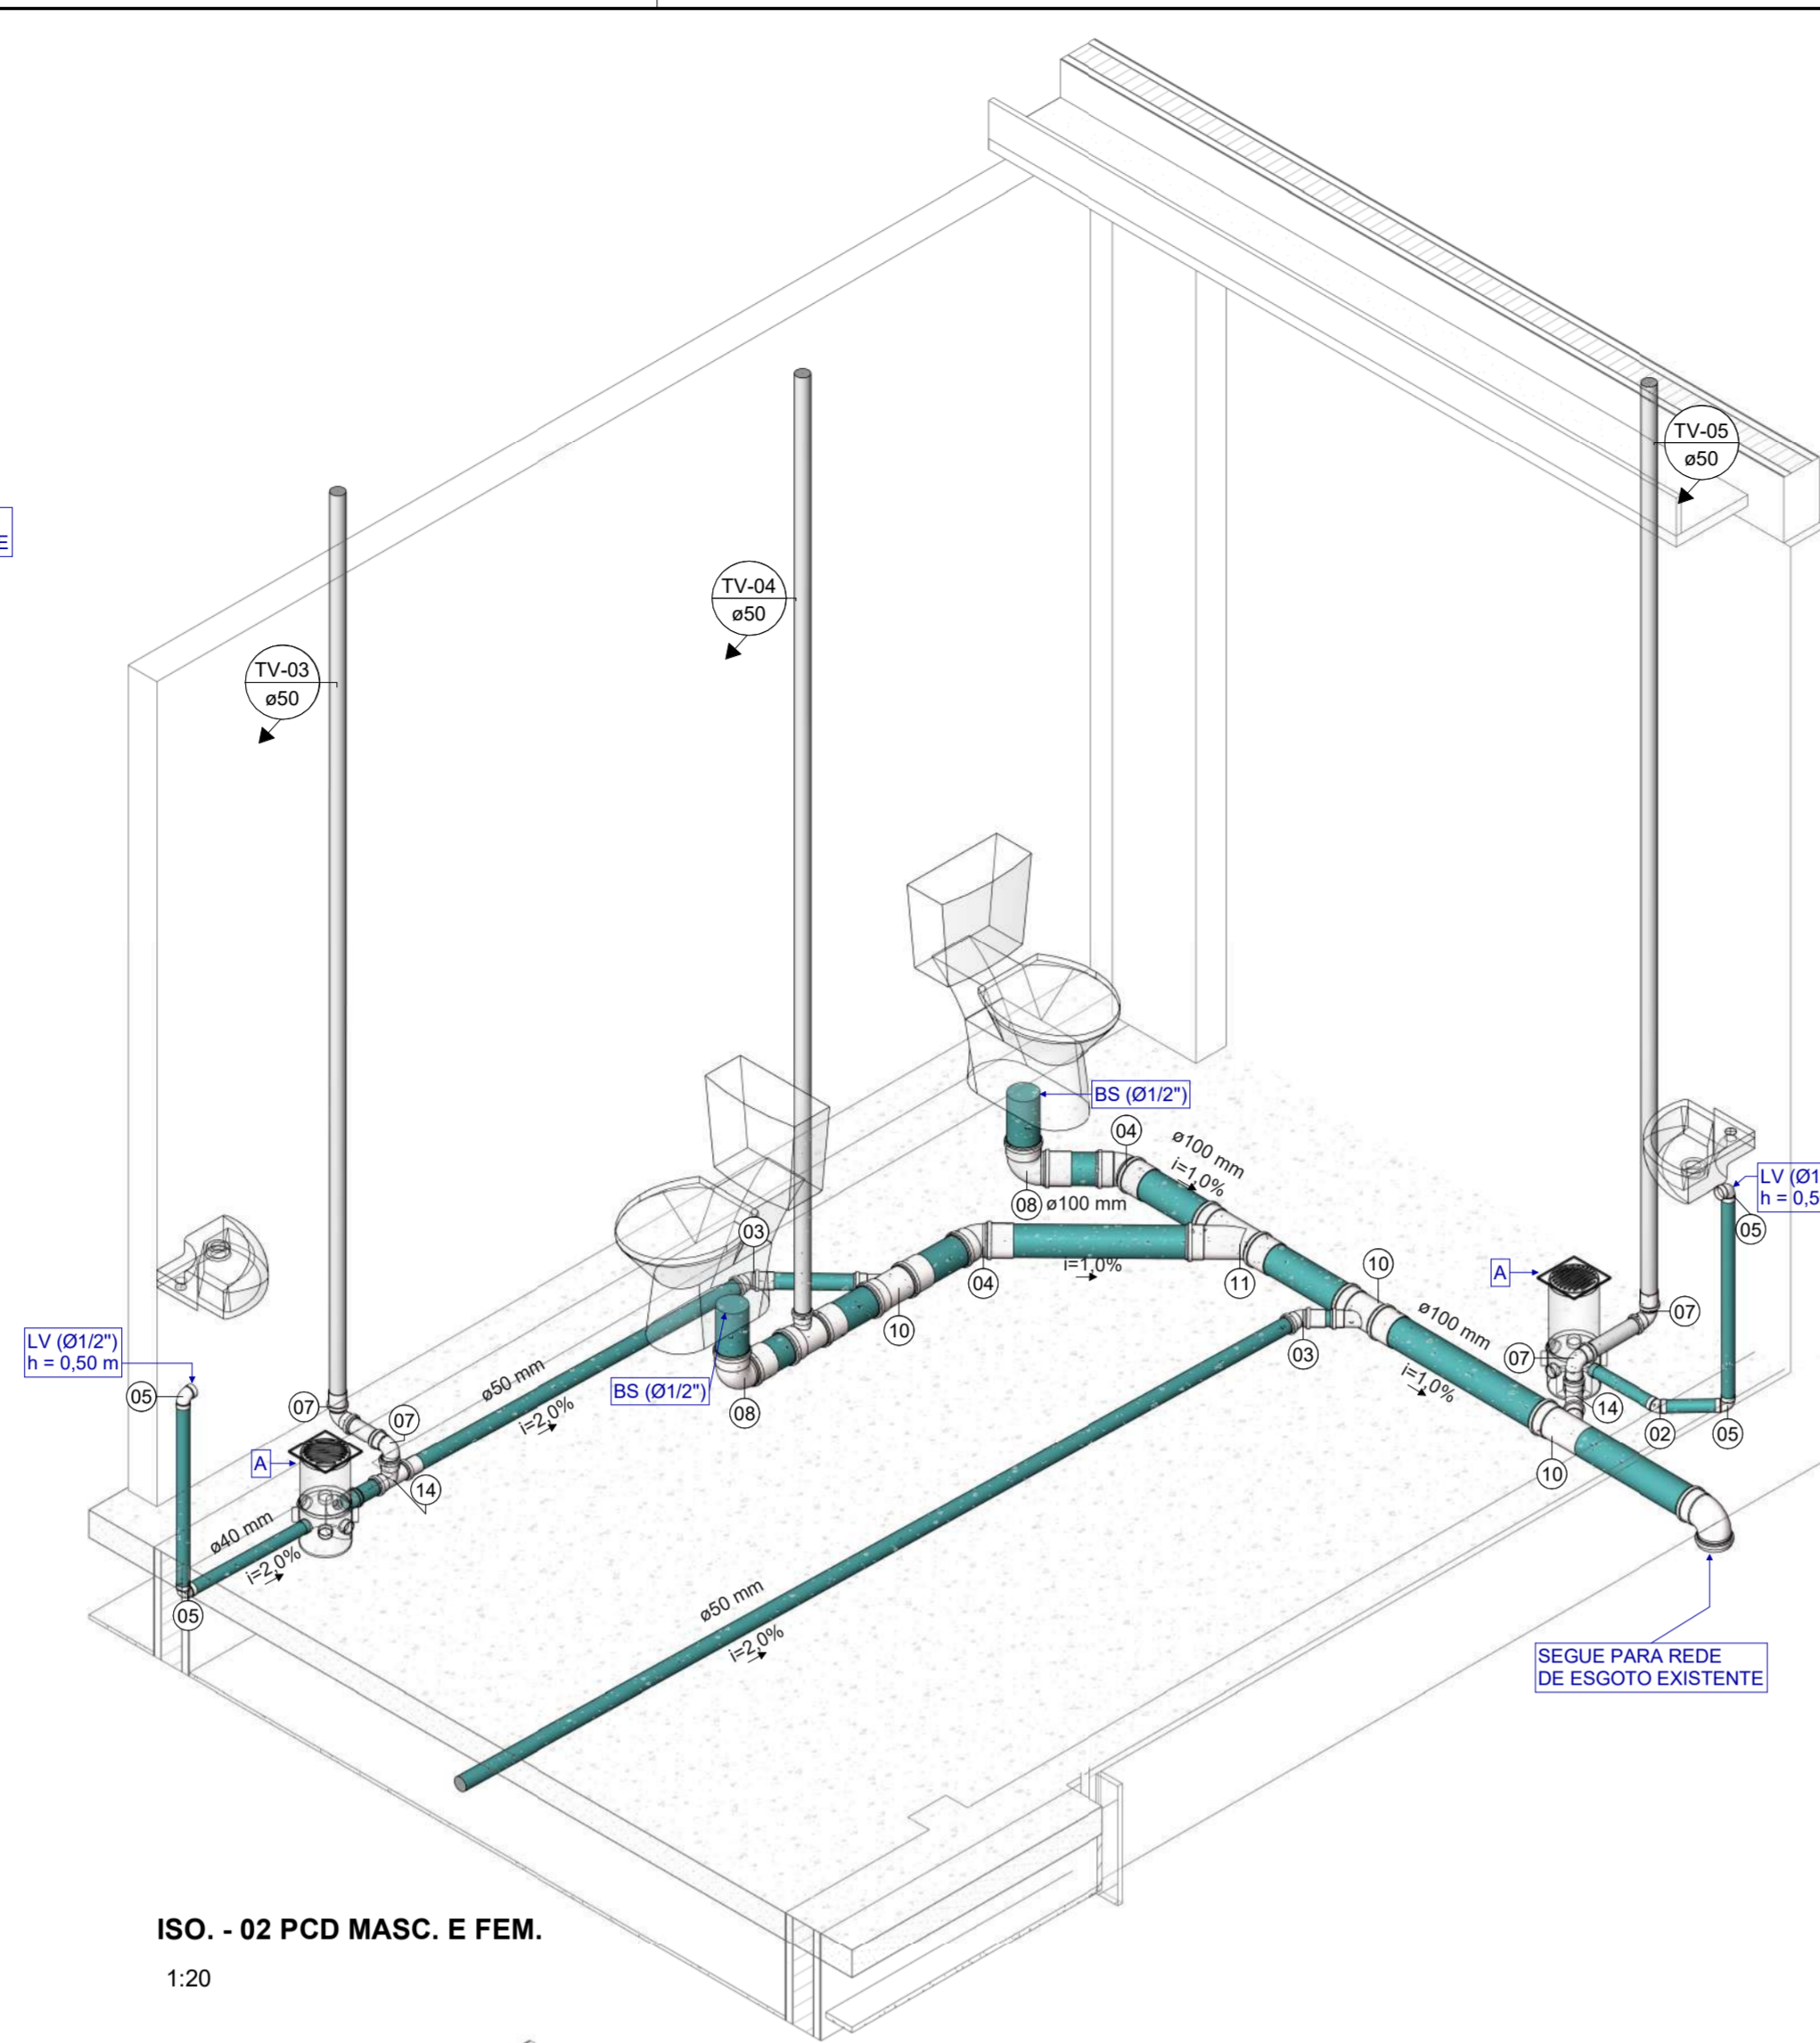 E
TV-05
ø50
TV-04
ø50
TV-03
ø50
BS (Ø1/2")
04
ø100 mm
i=1,0%
08
ø100 mm
03
LV (Ø1
h = 0,5
05
04
i=1,0%
11
10
A
ø100 mm
07
10
03
07
i=1,0%
LV (Ø1/2")
h = 0,50 m
05
ø50 mm
i=2,0%
BS (Ø1/2")
08
07
07
14
02
05
A
14
10
ø40 mm
i=2,0%
05
ø50 mm
i=2,0%
SEGUE PARA REDE
DE ESGOTO EXISTENTE
ISO. - 02 PCD MASC. E FEM.
1:20